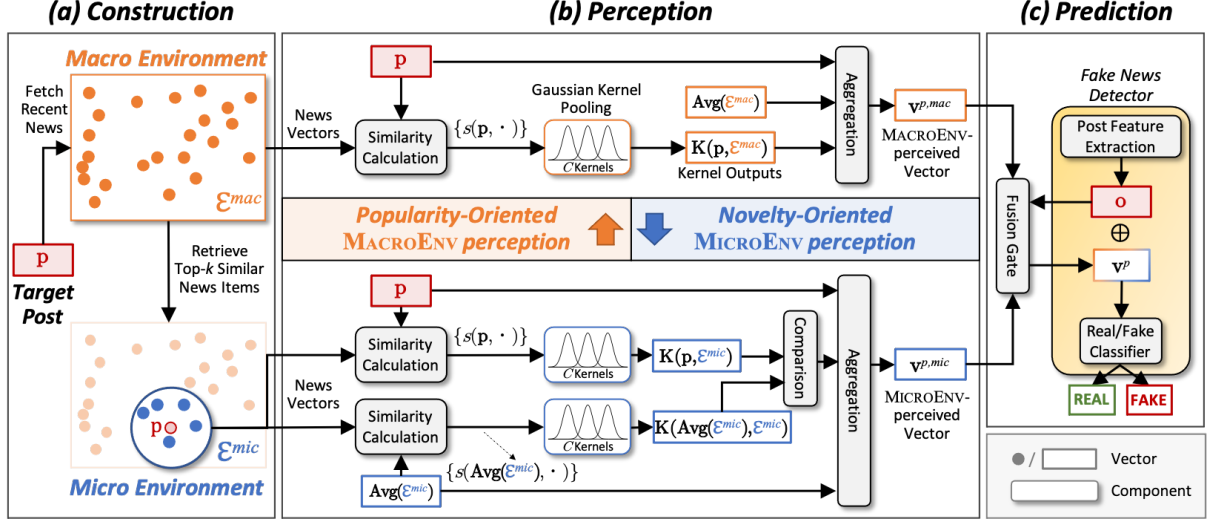 (a) Construction
Macro Environment
Fetch
Recent
News
ℰ^mac
p
Target
Post
Retrieve
Top-k Similar
News Items
p
ℰ^mic
Micro Environment
(b) Perception
p
News
Vectors
Similarity
Calculation
{s(p, ·)}
Gaussian Kernel
Pooling
C Kernels
Avg(ℰ^mac)
K(p,ℰ^mac)
Kernel Outputs
Aggregation
v^p,mac
MACROENV-
perceived
Vector
Popularity-Oriented
MACROENV perception
Novelty-Oriented
MICROENV perception
p
News
Vectors
Similarity
Calculation
{s(p, ·)}
C Kernels
K(p,ℰ^mic)
Similarity
Calculation
{s(Avg(ℰ^mic), ·)}
C Kernels
K(Avg(ℰ^mic),ℰ^mic)
Avg(ℰ^mic)
Comparison
Aggregation
v^p,mic
MICROENV-
perceived
Vector
(c) Prediction
Fake News
Detector
Post Feature
Extraction
o
⊕
v^p
Fusion Gate
Real/Fake
Classifier
REAL
FAKE
/
Vector
Component